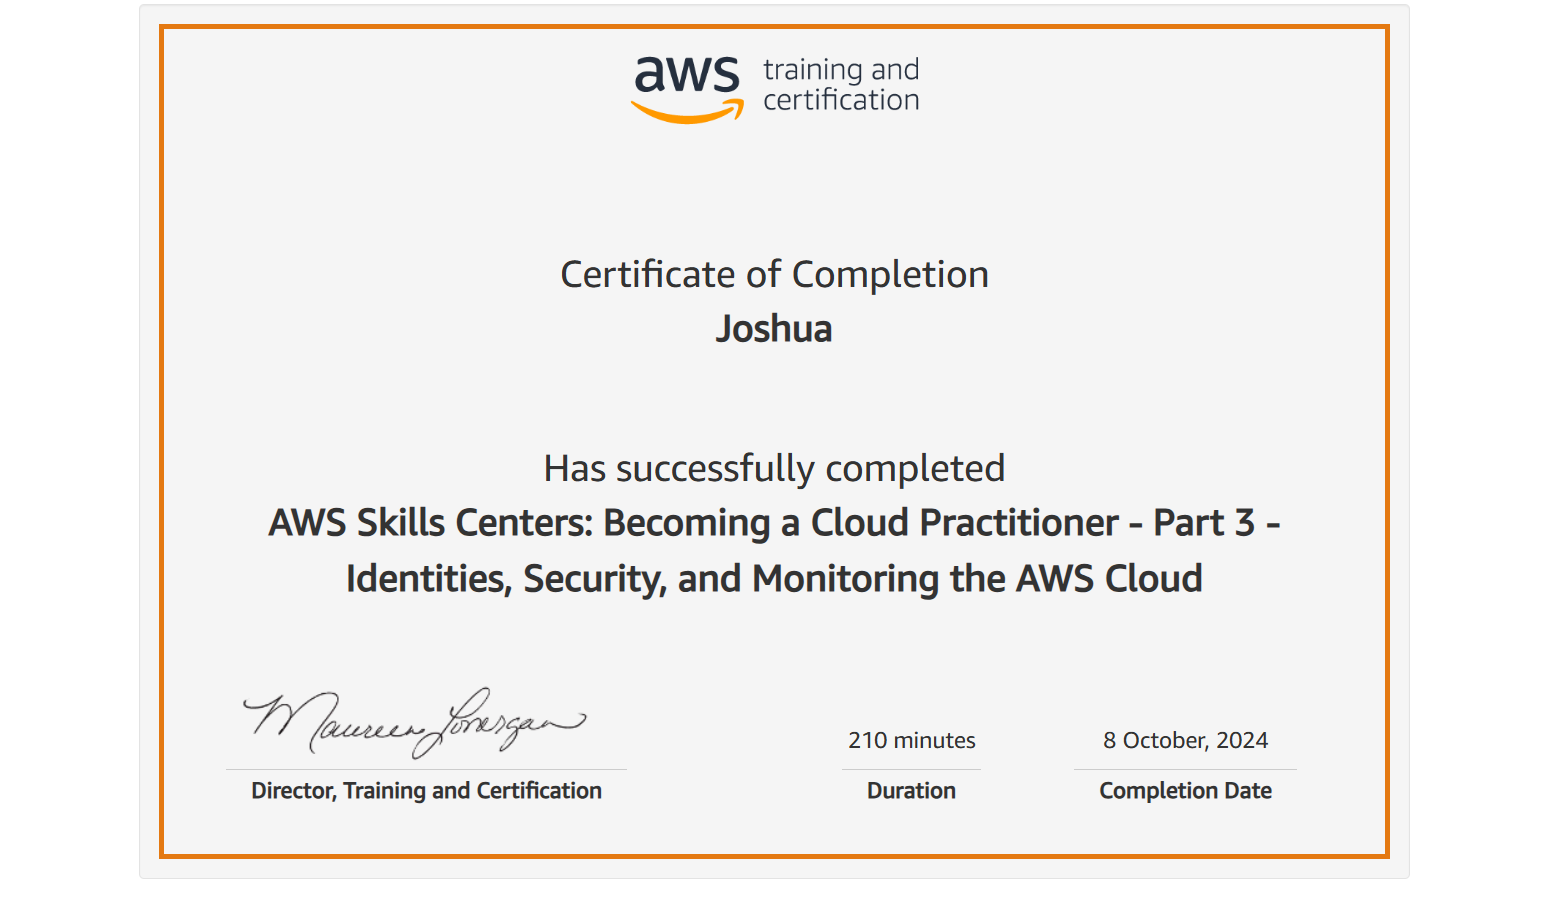 aws training and
certification
Certificate of Completion
Joshua
Has successfully completed
AWS Skills Centers: Becoming a Cloud Practitioner - Part 3 -
Identities, Security, and Monitoring the AWS Cloud
Maureen Lonergan
210 minutes
8 October, 2024
Director, Training and Certification
Duration
Completion Date